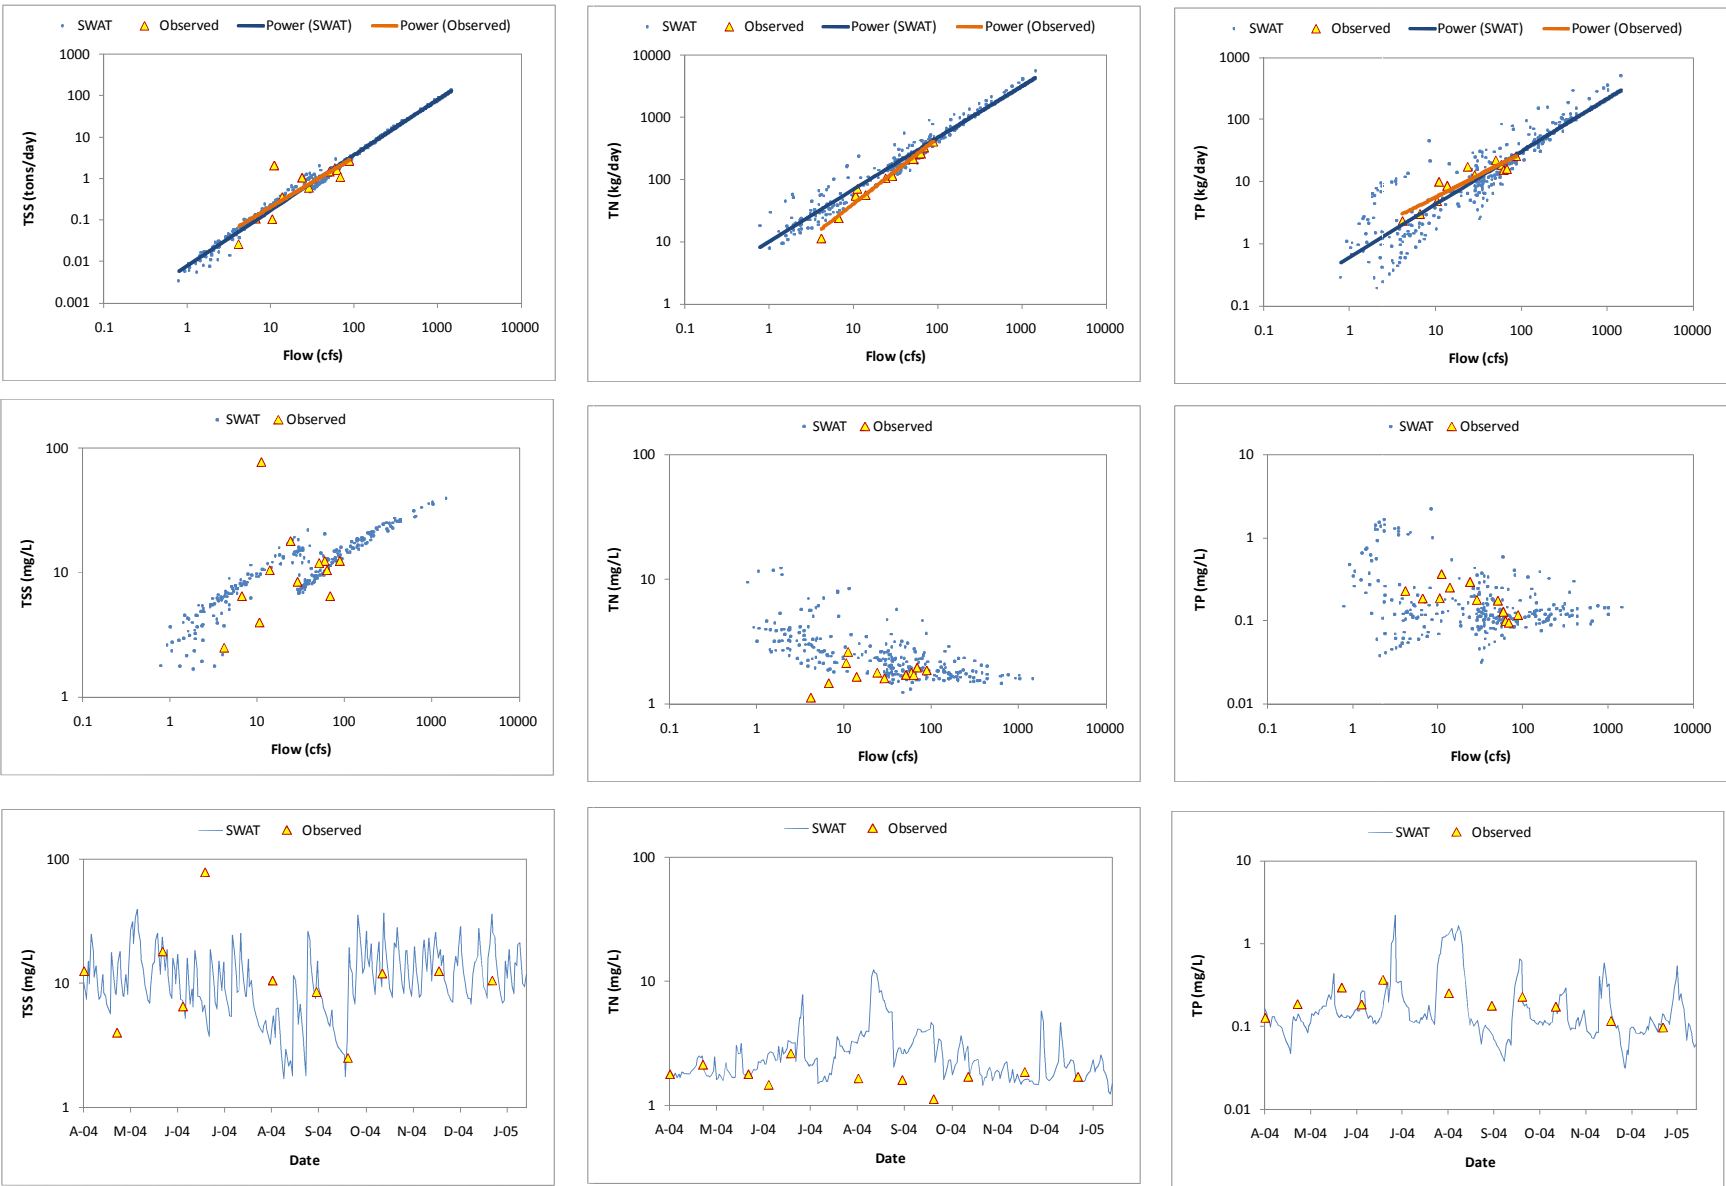 SWAT Observed Power (SWAT) Power (Observed)
1000
100
10
1
0.1
0.01
0.001
TSS (tons/day)
0.1 1 10 100 1000 10000
Flow (cfs)
SWAT Observed Power (SWAT) Power (Observed)
10000
1000
100
10
1
TN (kg/day)
0.1 1 10 100 1000 10000
Flow (cfs)
SWAT Observed Power (SWAT) Power (Observed)
1000
100
10
1
0.1
TP (kg/day)
0.1 1 10 100 1000 10000
Flow (cfs)
SWAT Observed
100
10
1
TSS (mg/L)
0.1 1 10 100 1000 10000
Flow (cfs)
SWAT Observed
100
10
1
TN (mg/L)
0.1 1 10 100 1000 10000
Flow (cfs)
SWAT Observed
10
1
0.1
0.01
TP (mg/L)
0.1 1 10 100 1000 10000
Flow (cfs)
SWAT Observed
100
10
1
TSS (mg/L)
A-04 M-04 J-04 J-04 A-04 S-04 O-04 N-04 D-04 J-05
Date
SWAT Observed
100
10
1
TN (mg/L)
A-04 M-04 J-04 J-04 A-04 S-04 O-04 N-04 D-04 J-05
Date
SWAT Observed
10
1
0.1
0.01
TP (mg/L)
A-04 M-04 J-04 J-04 A-04 S-04 O-04 N-04 D-04 J-05
Date